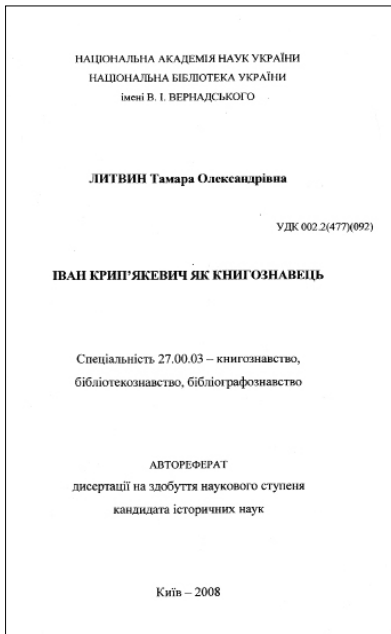 НАЦІОНАЛЬНА АКАДЕМІЯ НАУК УКРАЇНИ
НАЦІОНАЛЬНА БІБЛІОТЕКА УКРАЇНИ
імені В. І. ВЕРНАДСЬКОГО
ЛИТВИН Тамара Олександрівна
УДК 002.2(477)(092)
ІВАН КРИП’ЯКЕВИЧ ЯК КНИГОЗНАВЕЦЬ
Спеціальність 27.00.03 – книгознавство,
бібліотекознавство, бібліографознавство
АВТОРЕФЕРАТ
дисертації на здобуття наукового ступеня
кандидата історичних наук
Київ – 2008